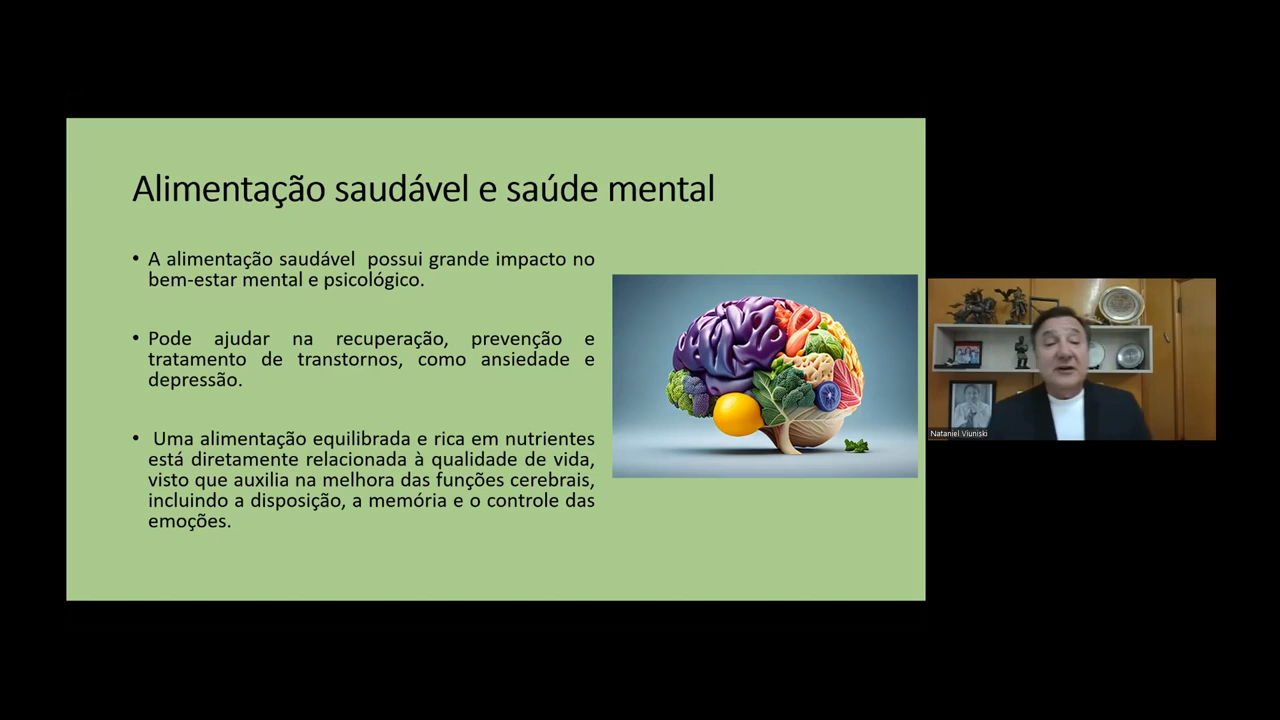 Alimentação saudável e saúde mental
• A alimentação saudável possui grande impacto no
bem-estar mental e psicológico.
• Pode ajudar na recuperação, prevenção e
tratamento de transtornos, como ansiedade e
depressão.
• Uma alimentação equilibrada e rica em nutrientes
está diretamente relacionada à qualidade de vida,
visto que auxilia na melhora das funções cerebrais,
incluindo a disposição, a memória e o controle das
emoções.
Nataniel Viuniski